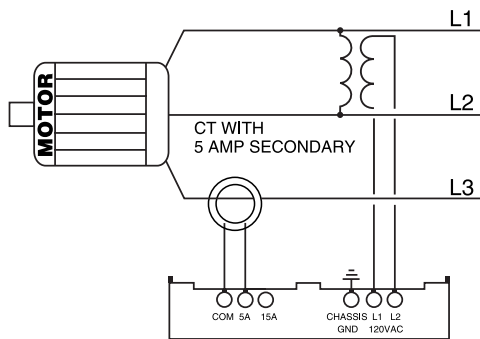 L1
MOTOR
L2
CT WITH
5 AMP SECONDARY
L3
COM 5A 15A
CHASSIS L1 L2
GND 120VAC